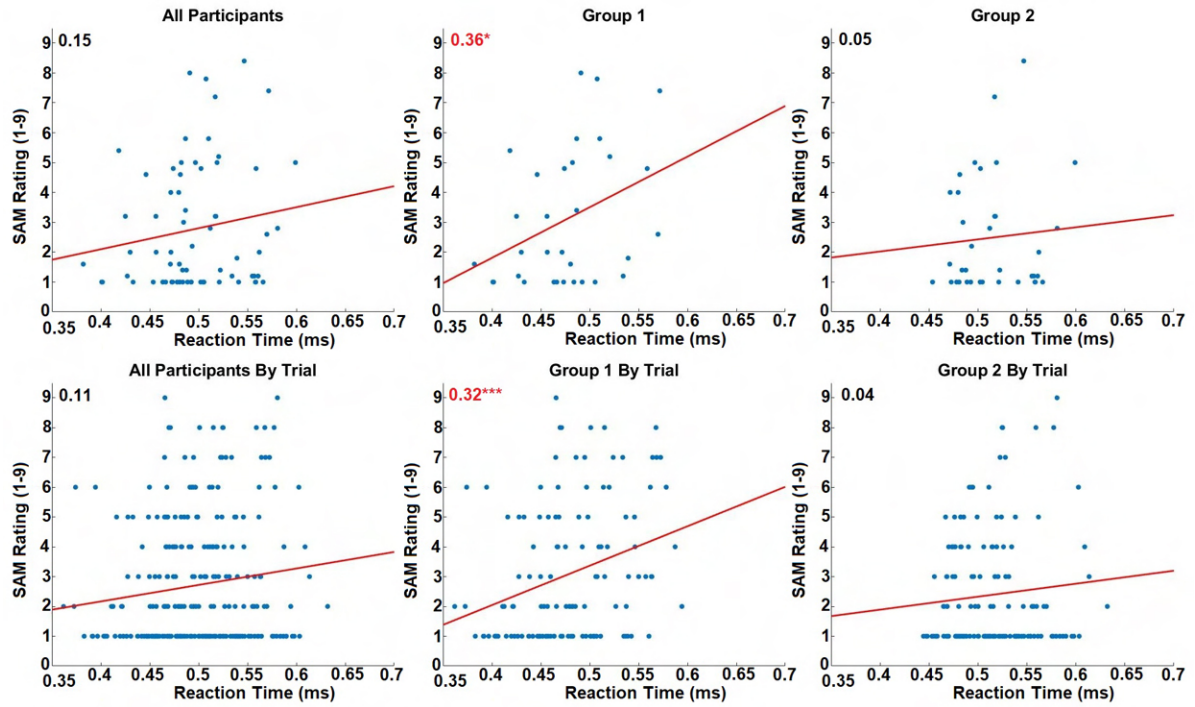 All Participants
0.15
SAM Rating (1-9)
9
8
7
6
5
4
3
2
1
0
0.35 0.4 0.45 0.5 0.55 0.6 0.65 0.7
Reaction Time (ms)
Group 1
0.36*
SAM Rating (1-9)
9
8
7
6
5
4
3
2
1
0
0.35 0.4 0.45 0.5 0.55 0.6 0.65 0.7
Reaction Time (ms)
Group 2
0.05
SAM Rating (1-9)
9
8
7
6
5
4
3
2
1
0
0.35 0.4 0.45 0.5 0.55 0.6 0.65 0.7
Reaction Time (ms)
All Participants By Trial
0.11
SAM Rating (1-9)
9
8
7
6
5
4
3
2
1
0
0.35 0.4 0.45 0.5 0.55 0.6 0.65 0.7
Reaction Time (ms)
Group 1 By Trial
0.32***
SAM Rating (1-9)
9
8
7
6
5
4
3
2
1
0
0.35 0.4 0.45 0.5 0.55 0.6 0.65 0.7
Reaction Time (ms)
Group 2 By Trial
0.04
SAM Rating (1-9)
9
8
7
6
5
4
3
2
1
0
0.35 0.4 0.45 0.5 0.55 0.6 0.65 0.7
Reaction Time (ms)